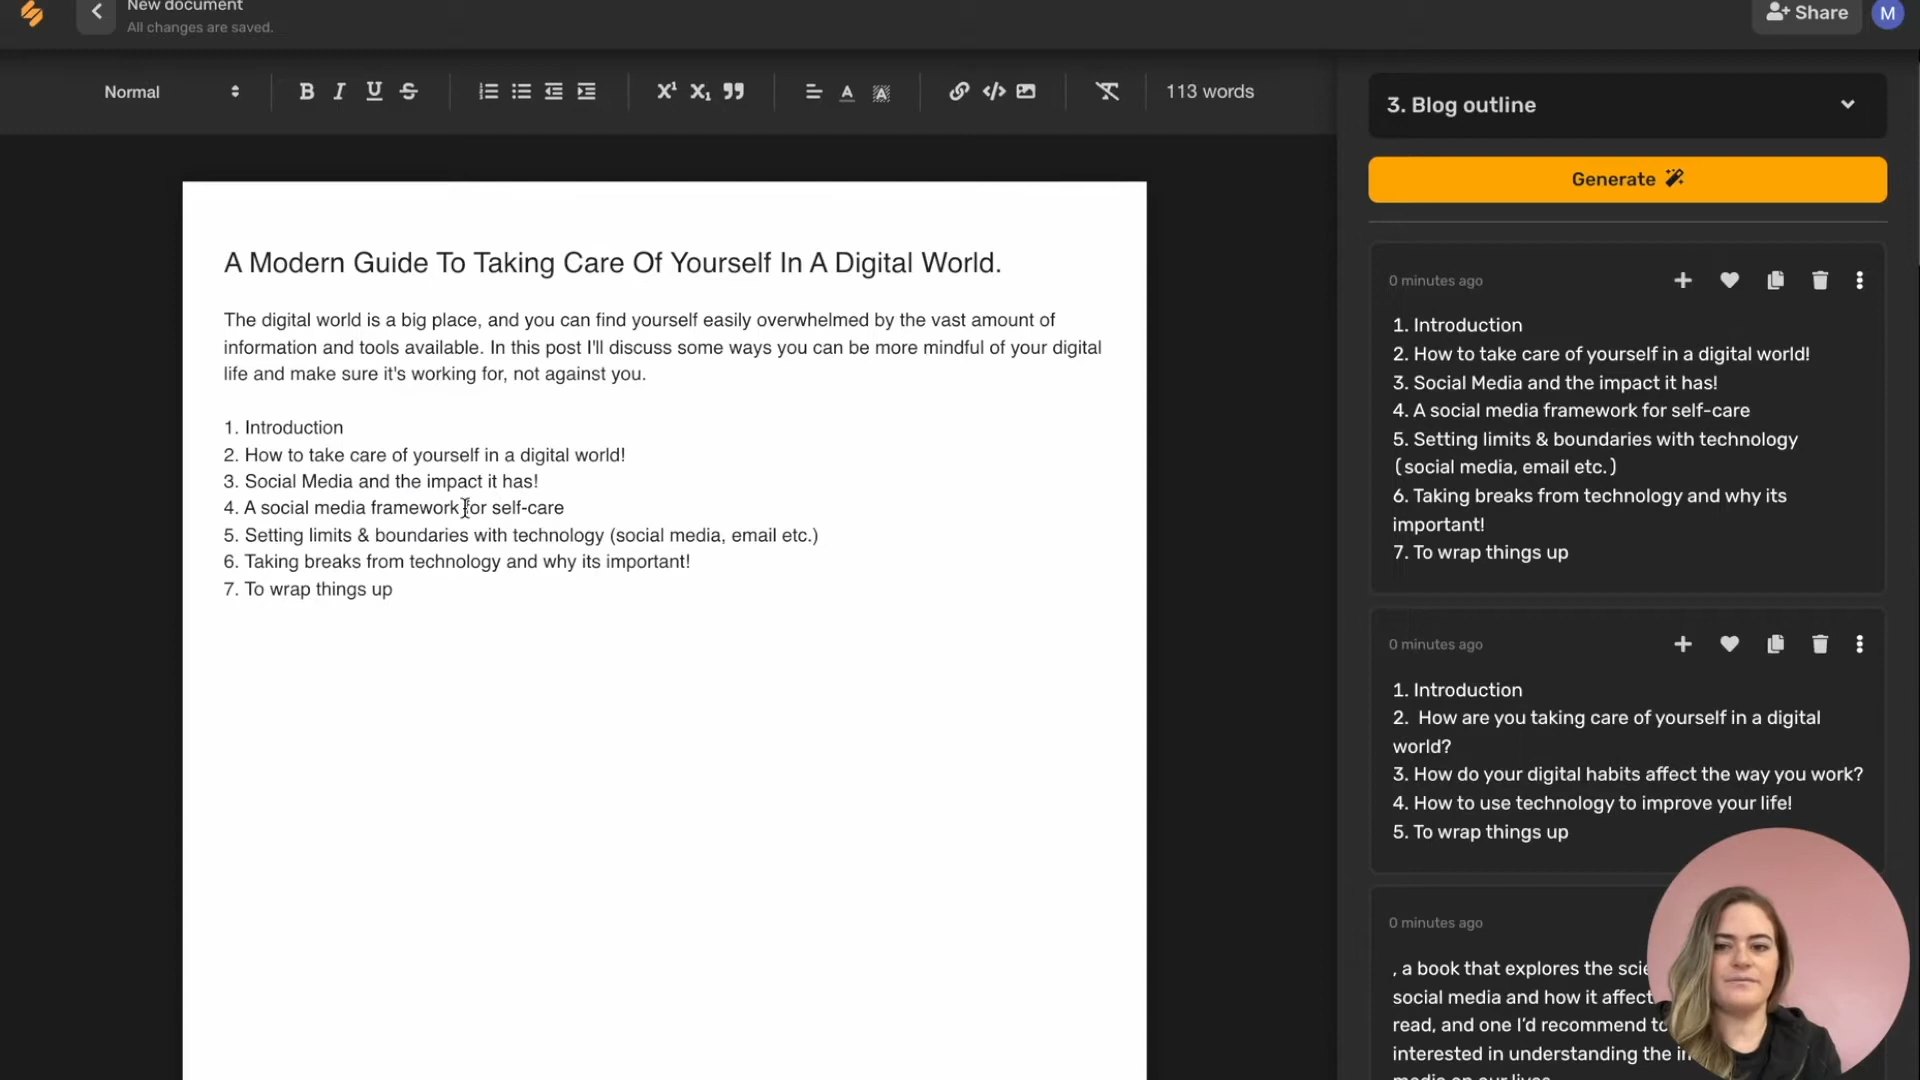 New document
All changes are saved.
Share
M
Normal
113 words
A Modern Guide To Taking Care Of Yourself In A Digital World.
The digital world is a big place, and you can find yourself easily overwhelmed by the vast amount of
information and tools available. In this post I'll discuss some ways you can be more mindful of your digital
life and make sure it's working for, not against you.
1. Introduction
2. How to take care of yourself in a digital world!
3. Social Media and the impact it has!
4. A social media framework for self-care
5. Setting limits & boundaries with technology (social media, email etc.)
6. Taking breaks from technology and why its important!
7. To wrap things up
3. Blog outline
Generate
0 minutes ago
1. Introduction
2. How to take care of yourself in a digital world!
3. Social Media and the impact it has!
4. A social media framework for self-care
5. Setting limits & boundaries with technology
(social media, email etc.)
6. Taking breaks from technology and why its
important!
7. To wrap things up
0 minutes ago
1. Introduction
2. How are you taking care of yourself in a digital
world?
3. How do your digital habits affect the way you work?
4. How to use technology to improve your life!
5. To wrap things up
0 minutes ago
, a book that explores the
social media and how it
read, and one I'd recommend
interested in understanding the
media on our lives